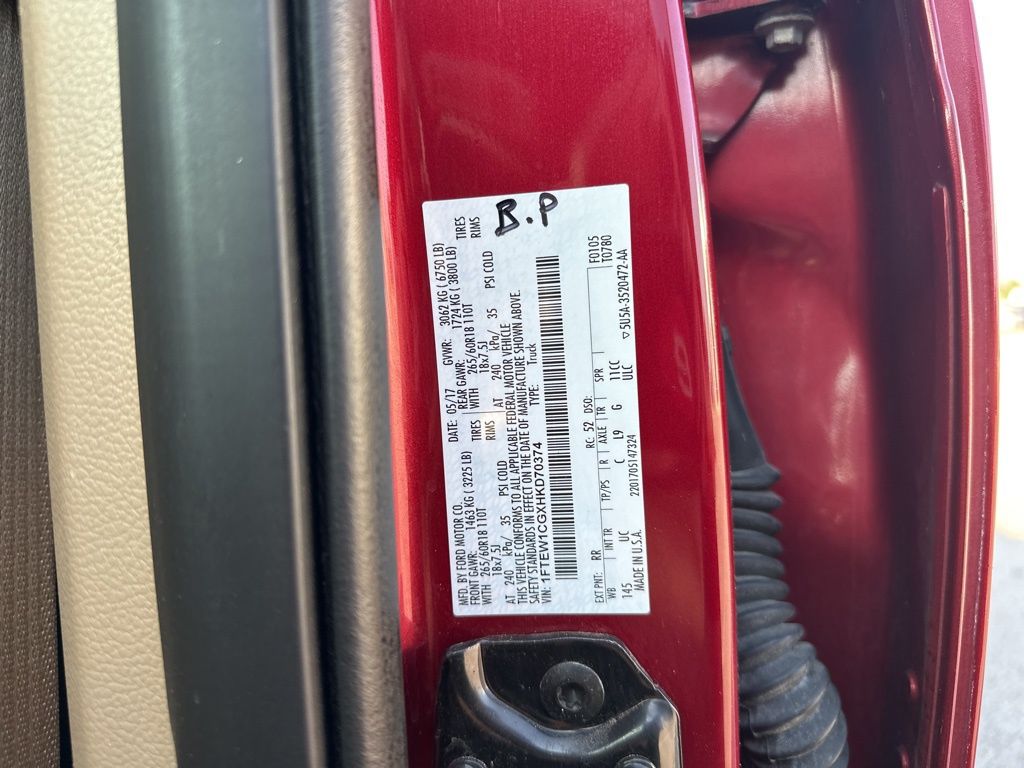 B.P
MFD. BY FORD MOTOR CO. DATE: 05/17 GVWR: 3062 KG ( 6750 LB)
FRONT GAWR: 1463 KG ( 3225 LB) REAR GAWR: 1724 KG ( 3800 LB)
WITH 265/60R18 110T TIRES WITH 265/60R18 110T TIRES
18x7.5J RIMS 18x7.5J RIMS
AT 240 kPa/ 35 PSI COLD AT 240 kPa/ 35 PSI COLD
THIS VEHICLE CONFORMS TO ALL APPLICABLE FEDERAL MOTOR VEHICLE
SAFETY STANDARDS IN EFFECT ON THE DATE OF MANUFACTURE SHOWN ABOVE.
VIN: 1FTEW1CGXHKD70374 TYPE: Truck
EXT PNT: RR RC: 52 DSO: F0105
WB INT TR TP/PS R AXLE TR SPR T0780
145 UC C L9 G 11CC
ULC ▽5U5A-3520472-AA
MADE IN U.S.A. 2201705147324